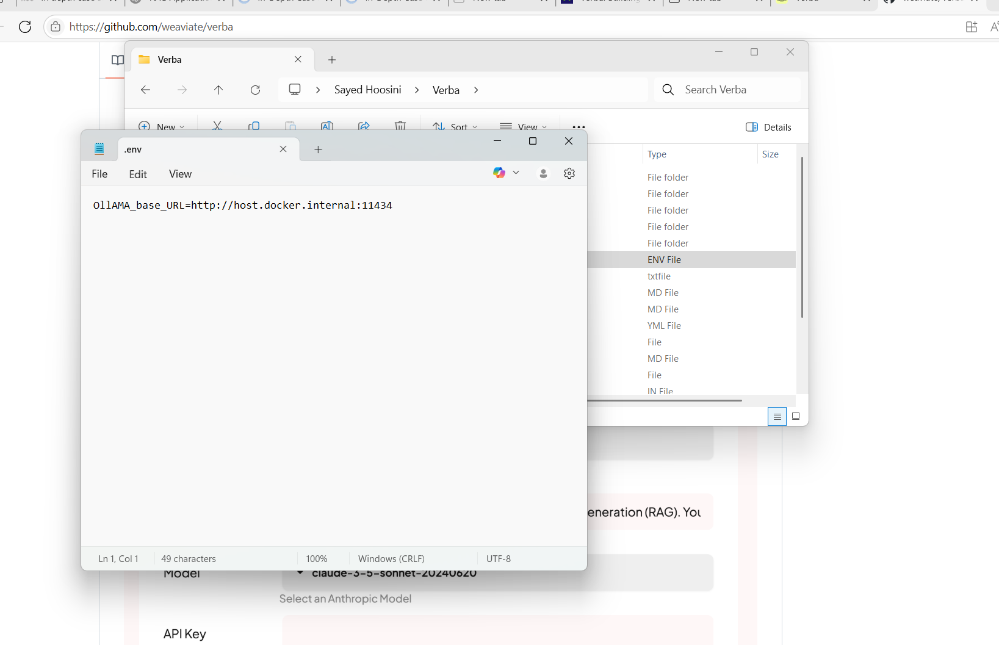 https://github.com/weaviate/verba
Verba
Sayed Hoosini
Verba
Search Verba
New
Sort
View
Details
.env
File
Edit
View
OllAMA_base_URL=http://host.docker.internal:11434
Ln 1, Col 1
49 characters
100%
Windows (CRLF)
UTF-8
Type
Size
File folder
File folder
File folder
File folder
File folder
ENV File
txtfile
MD File
MD File
YML File
File
MD File
File
IN File
eneration (RAG). You
Model
claude-3-5-sonnet-20240620
Select an Anthropic Model
API Key